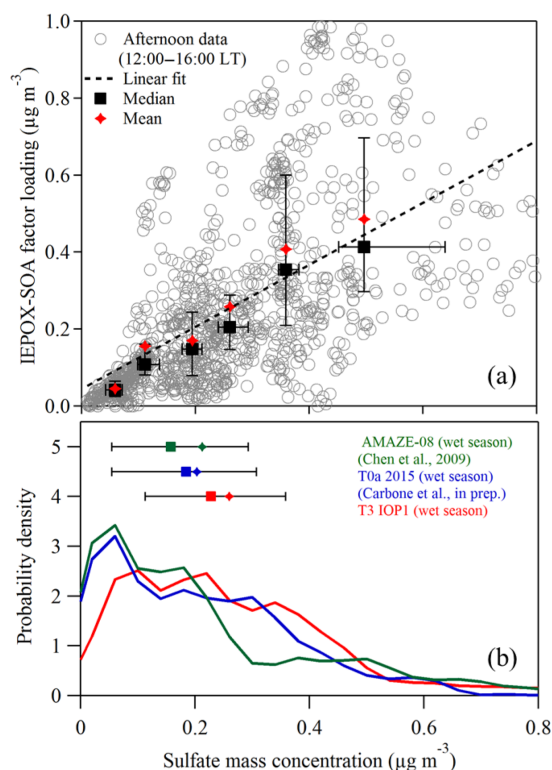 1.0
0.8
0.6
0.4
0.2
0.0
IEPOX-SOA factor loading (µg m⁻³)
Afternoon data
(12:00–16:00 LT)
Linear fit
Median
Mean
(a)
5
4
3
2
1
0
Probability density
AMAZE-08 (wet season)
(Chen et al., 2009)
T0a 2015 (wet season)
(Carbone et al., in prep.)
T3 IOP1 (wet season)
(b)
0 0.2 0.4 0.6 0.8
Sulfate mass concentration (µg m⁻³)